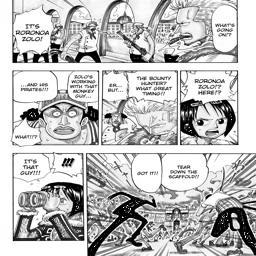 IT'S
RORONOA
ZOLO!
WHAT'S
GOING
ON!?
...AND HIS
PIRATES!!!
WHAT!!?
ZOLO'S
WORKING
WITH THAT
MONKEY
GUY...
ER...
BUT...
THE BOUNTY
HUNTER?
WHAT GREAT
TIMING!!
RORONOA
ZOLO!?
HERE??
IT'S
THAT
GUY!!!
!!!
GOT IT!!
TEAR
DOWN THE
SCAFFOLD!!